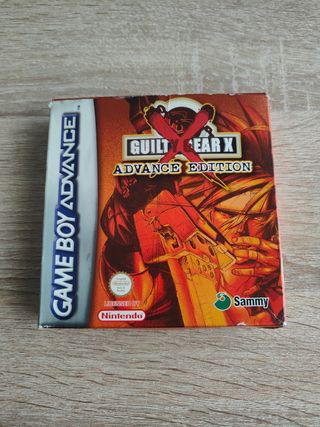 GAME BOY ADVANCE
GUILTY GEAR X
ADVANCE EDITION
LICENSED BY
Nintendo
Sammy